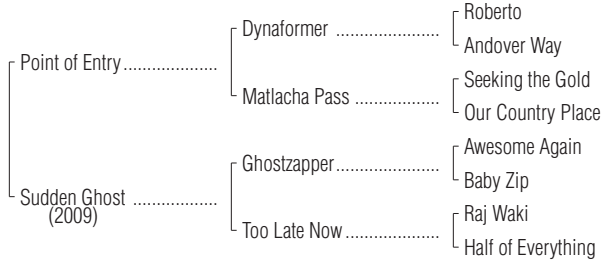 Roberto
Dynaformer ..................
Andover Way
Point of Entry...................
Seeking the Gold
Matlacha Pass ...............
Our Country Place
Awesome Again
Ghostzapper...................
Baby Zip
Sudden Ghost ................
(2009)
Raj Waki
Too Late Now.................
Half of Everything